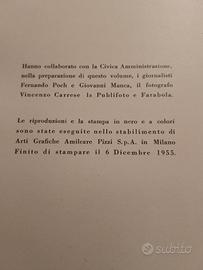 Hanno collaborato con la Civica Amministrazione,
nella preparazione di questo volume, i giornalisti
Fernando Poch e Giovanni Manca, il fotografo
Vincenzo Carrese la Publifoto e Farabola.
Le riproduzioni e la stampa in nero e a colori
sono state eseguite nello stabilimento di
Arti Grafiche Amilcare Pizzi S.p.A. in Milano
Finito di stampare il 6 Dicembre 1955.
subito